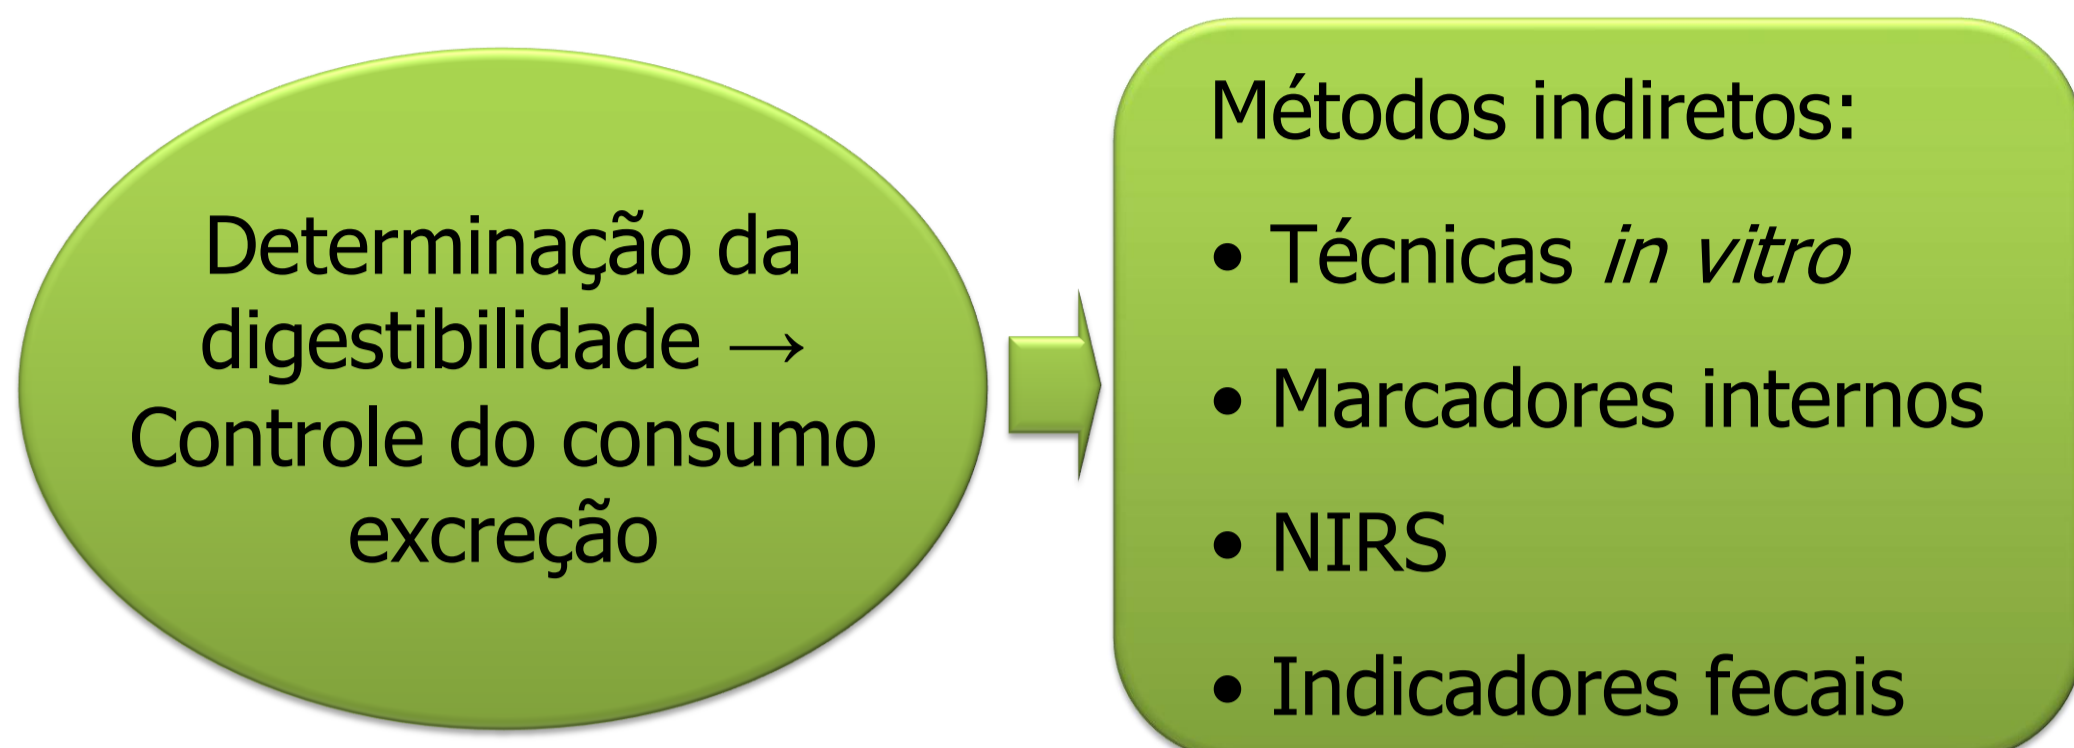 Determinação da
digestibilidade →
Controle do consumo
excreção
Métodos indiretos:
• Técnicas in vitro
• Marcadores internos
• NIRS
• Indicadores fecais